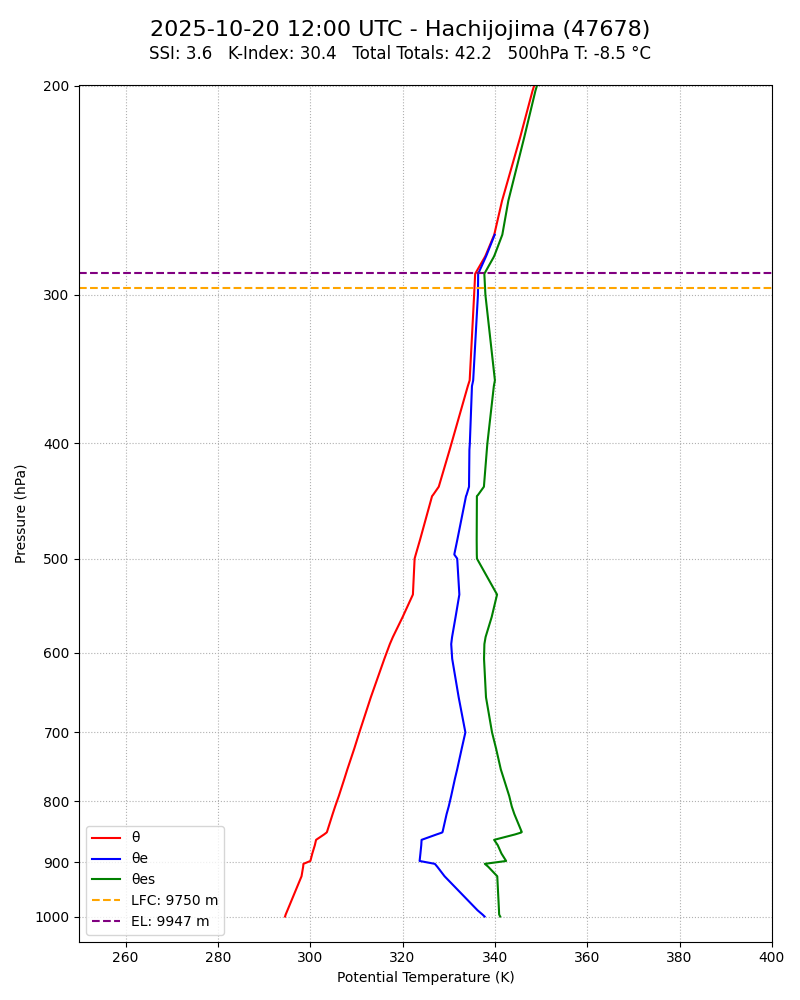 2025-10-20 12:00 UTC - Hachijojima (47678)
SSI: 3.6   K-Index: 30.4   Total Totals: 42.2   500hPa T: -8.5 °C
200
300
400
500
600
700
800
900
1000
Pressure (hPa)
θ
θe
θes
LFC: 9750 m
EL: 9947 m
260 280 300 320 340 360 380 400
Potential Temperature (K)